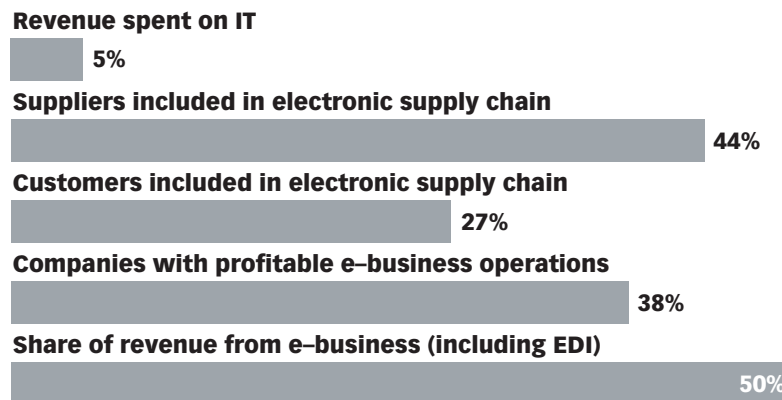 Revenue spent on IT
5%
Suppliers included in electronic supply chain
44%
Customers included in electronic supply chain
27%
Companies with profitable e–business operations
38%
Share of revenue from e–business (including EDI)
50%